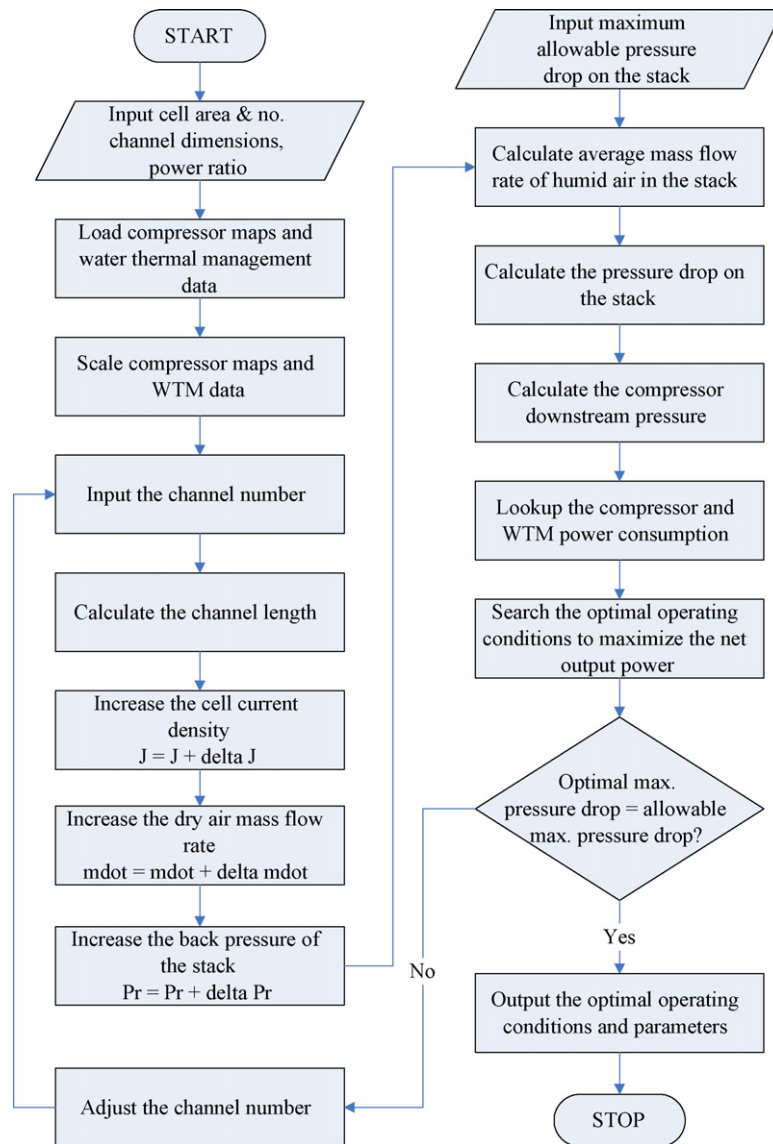 START
Input cell area & no.
channel dimensions,
power ratio
Load compressor maps and
water thermal management
data
Scale compressor maps and
WTM data
Input the channel number
Calculate the channel length
Increase the cell current
density
J = J + delta J
Increase the dry air mass flow
rate
mdot = mdot + delta mdot
Increase the back pressure of
the stack
Pr = Pr + delta Pr
Adjust the channel number
Input maximum
allowable pressure
drop on the stack
Calculate average mass flow
rate of humid air in the stack
Calculate the pressure drop on
the stack
Calculate the compressor
downstream pressure
Lookup the compressor and
WTM power consumption
Search the optimal operating
conditions to maximize the net
output power
Optimal max.
pressure drop = allowable
max. pressure drop?
No
Yes
Output the optimal operating
conditions and parameters
STOP